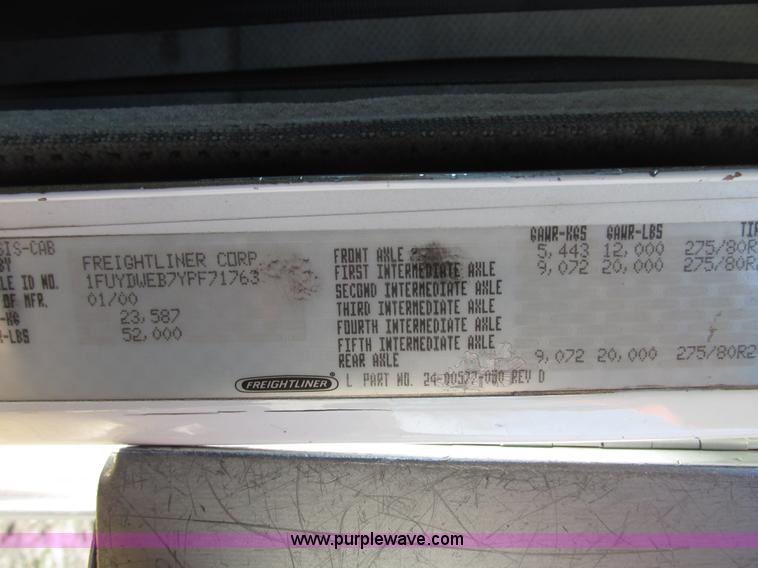 SIS-CAB
BY FREIGHTLINER CORP.
LE ID NO. 1FUYDWEB7YPF71763
OF MFR. 01/00
-KG 23,587
R-LBS 52,000
GAWR-KGS GAWR-LBS TIR
FRONT AXLE 5,443 12,000 275/80R2
FIRST INTERMEDIATE AXLE 9,072 20,000 275/80R2
SECOND INTERMEDIATE AXLE
THIRD INTERMEDIATE AXLE
FOURTH INTERMEDIATE AXLE
FIFTH INTERMEDIATE AXLE
REAR AXLE 9,072 20,000 275/80R2
FREIGHTLINER L PART NO. 24-00577-050 REV D
www.purplewave.com